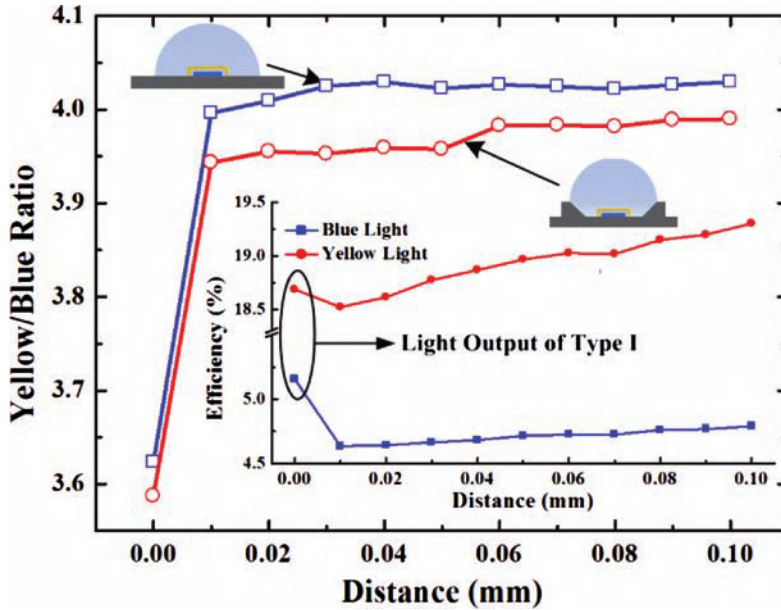 4.1
4.0
3.9
3.8
3.7
3.6
Yellow/Blue Ratio
0.00 0.02 0.04 0.06 0.08 0.10
Distance (mm)
19.5
19.0
18.5
5.0
4.5
Efficiency (%)
Blue Light
Yellow Light
Light Output of Type I
0.00 0.02 0.04 0.06 0.08 0.10
Distance (mm)